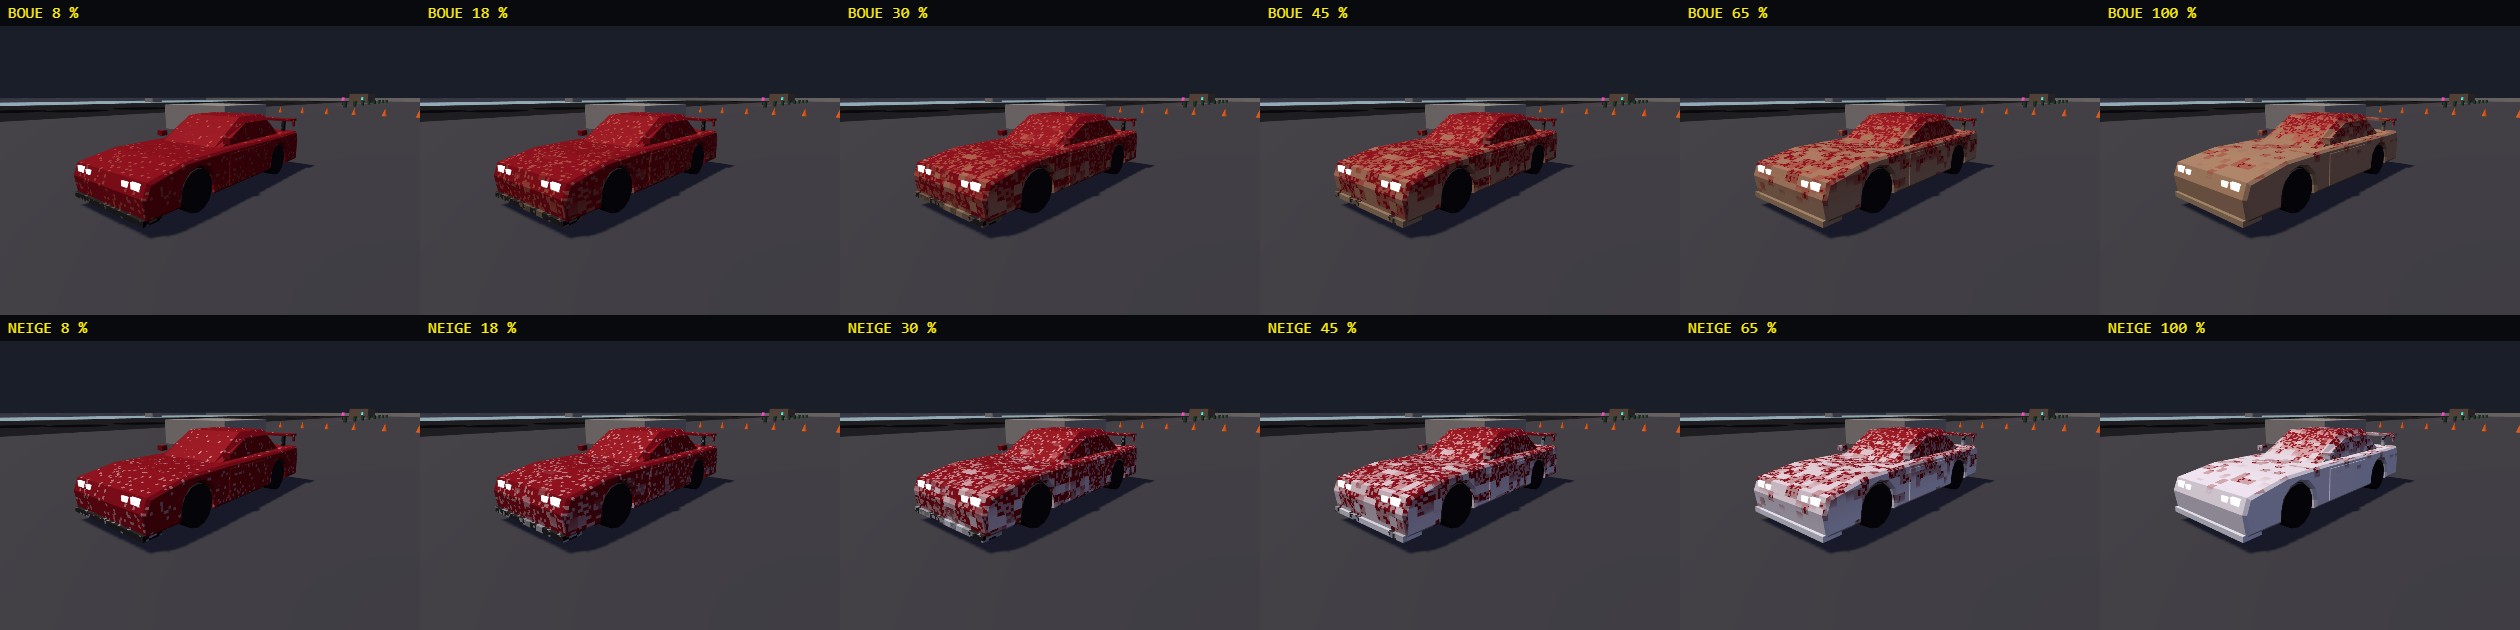 BOUE 8 %
BOUE 18 %
BOUE 30 %
BOUE 45 %
BOUE 65 %
BOUE 100 %
NEIGE 8 %
NEIGE 18 %
NEIGE 30 %
NEIGE 45 %
NEIGE 65 %
NEIGE 100 %